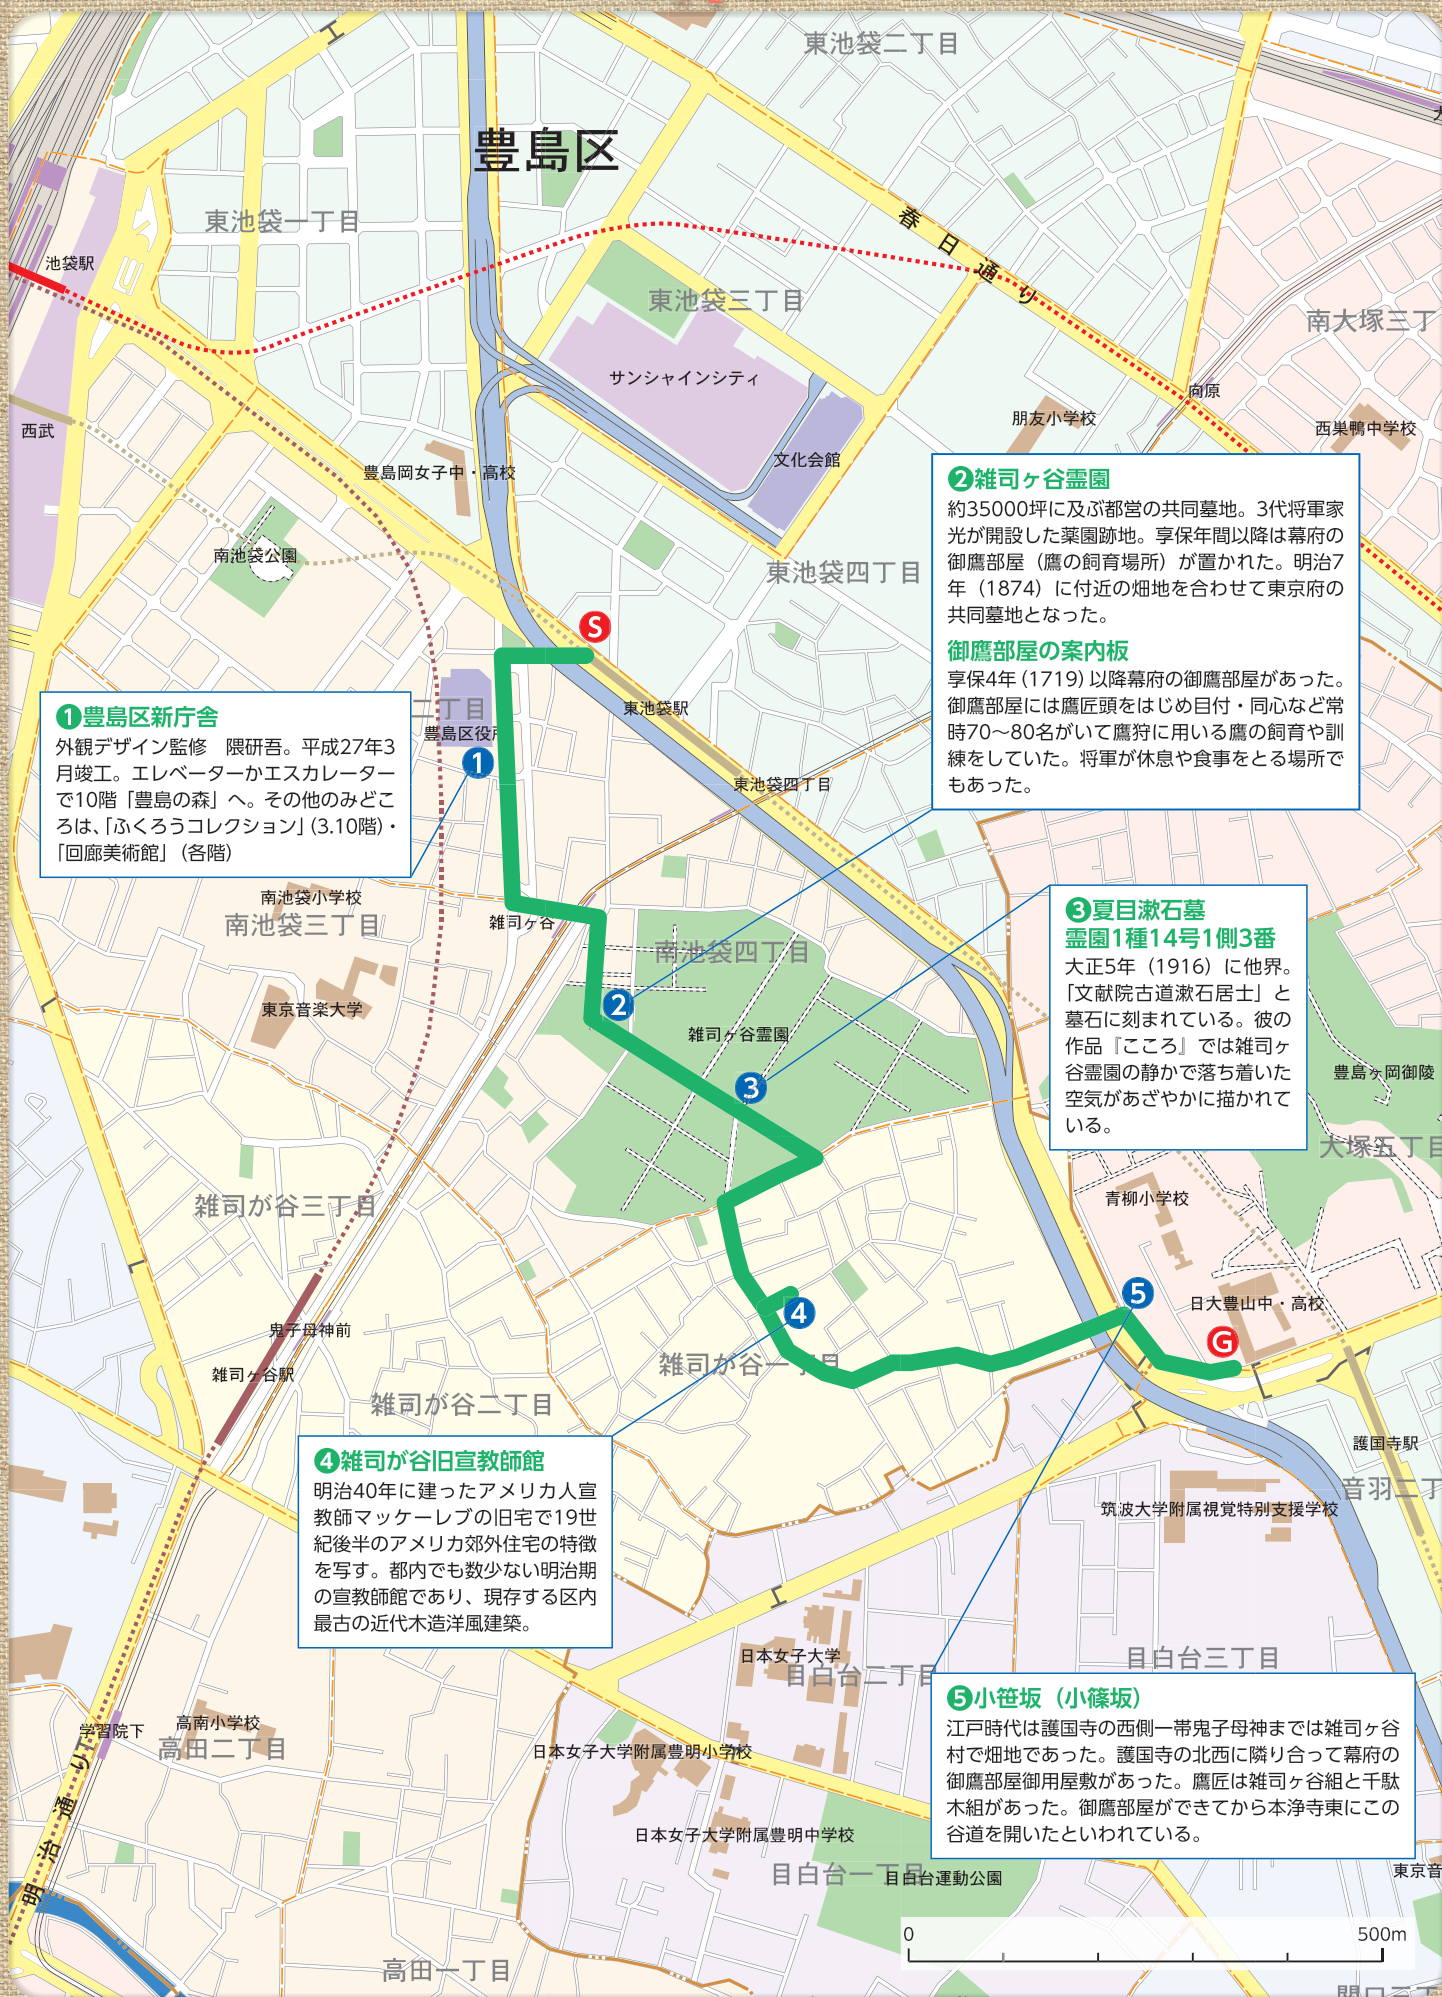 東池袋二丁目
豊島区
東池袋一丁目
春日通り
池袋駅
東池袋三丁目
南大塚三丁
サンシャインシティ
向原
朋友小学校
西巣鴨中学校
西武
文化会館
豊島岡女子中・高校
南池袋公園
東池袋四丁目
❷雑司ヶ谷霊園
約35000坪に及ぶ都営の共同墓地。3代将軍家
光が開設した薬園跡地。享保年間以降は幕府の
御鷹部屋（鷹の飼育場所）が置かれた。明治7
年（1874）に付近の畑地を合わせて東京府の
共同墓地となった。
御鷹部屋の案内板
享保4年（1719）以降幕府の御鷹部屋があった。
御鷹部屋には鷹匠頭をはじめ目付・同心など常
時70〜80名がいて鷹狩に用いる鷹の飼育や訓
練をしていた。将軍が休息や食事をとる場所で
もあった。
S
二丁目
豊島区役所
1
東池袋駅
東池袋四丁目
❶豊島区新庁舎
外観デザイン監修　隈研吾。平成27年3
月竣工。エレベーターかエスカレーター
で10階「豊島の森」へ。その他のみどこ
ろは、「ふくろうコレクション」（3.10階）・
「回廊美術館」（各階）
南池袋小学校
南池袋三丁目
雑司ヶ谷
南池袋四丁目
東京音楽大学
2
雑司ヶ谷霊園
3
❸夏目漱石墓
霊園1種14号1側3番
大正5年（1916）に他界。
「文献院古道漱石居士」と
墓石に刻まれている。彼の
作品『こころ』では雑司ヶ
谷霊園の静かで落ち着いた
空気があざやかに描かれて
いる。
豊島ヶ岡御陵
大塚五丁目
青柳小学校
雑司が谷三丁目
5
日大豊山中・高校
G
4
鬼子母神前
雑司ヶ谷駅
雑司が谷一丁目
雑司が谷二丁目
護国寺駅
音羽二丁
❹雑司が谷旧宣教師館
明治40年に建ったアメリカ人宣
教師マッケーレブの旧宅で19世
紀後半のアメリカ郊外住宅の特徴
を写す。都内でも数少ない明治期
の宣教師館であり、現存する区内
最古の近代木造洋風建築。
筑波大学附属視覚特別支援学校
日本女子大学
目白台二丁目
目白台三丁目
❺小笹坂（小篠坂）
江戸時代は護国寺の西側一帯鬼子母神までは雑司ヶ谷
村で畑地であった。護国寺の北西に隣り合って幕府の
御鷹部屋御用屋敷があった。鷹匠は雑司ヶ谷組と千駄
木組があった。御鷹部屋ができてから本浄寺東にこの
谷道を開いたといわれている。
学習院下
高南小学校
高田二丁目
日本女子大学附属豊明小学校
明治通り
日本女子大学附属豊明中学校
目白台一丁目
目白台運動公園
東京音
高田一丁目
0
500m